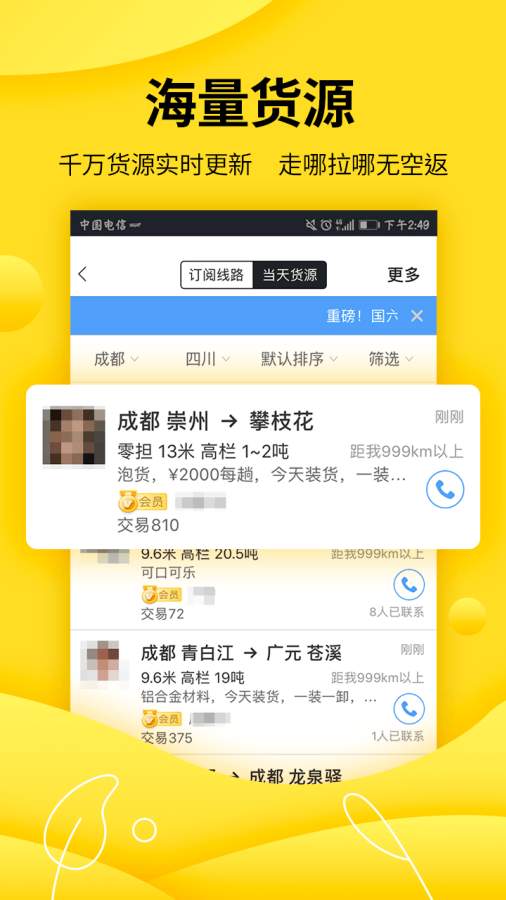 海量货源
千万货源实时更新 走哪拉哪无空返
中国电信 下午2:49
订阅线路 当天货源 更多
重磅！国六
成都 四川 默认排序 筛选
成都 崇州 → 攀枝花 刚刚
零担 13米 高栏 1~2吨 距我999km以上
泡货，¥2000每趟，今天装货，一装…
会员
交易810
9.6米 高栏 20.5吨 距我999km以上
可口可乐
会员
交易72 8人已联系
成都 青白江 → 广元 苍溪 刚刚
9.6米 高栏 19吨 距我999km以上
铝合金材料，今天装货，一装一卸，…
会员
交易375 1人已联系
→ 成都 龙泉驿